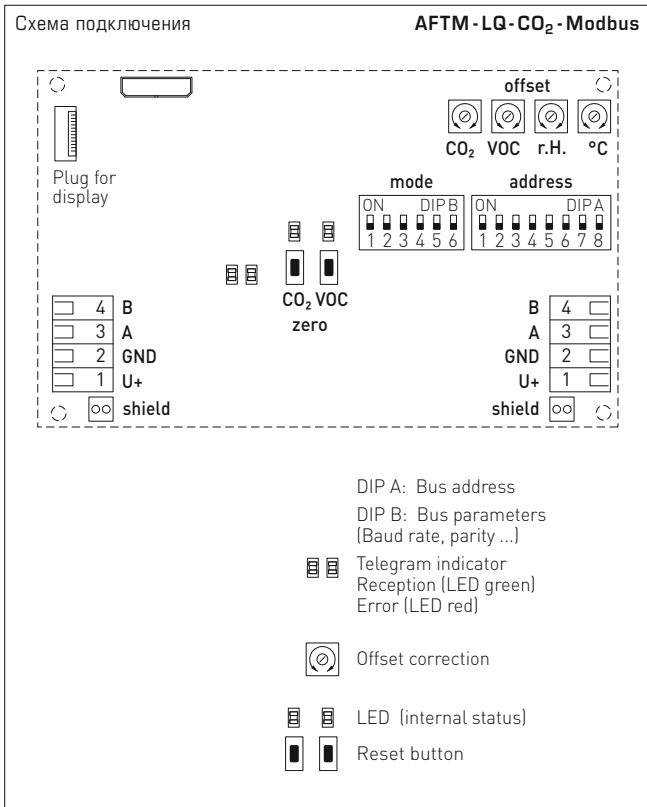 Схема подключения AFTM-LQ-CO₂-Modbus
offset
CO₂ VOC r.H. °C
Plug for
display
mode address
ON DIP B ON DIP A
1 2 3 4 5 6 1 2 3 4 5 6 7 8
CO₂ VOC
zero
4 B B 4
3 A A 3
2 GND GND 2
1 U+ U+ 1
shield shield
DIP A: Bus address
DIP B: Bus parameters
(Baud rate, parity ...)
Telegram indicator
Reception (LED green)
Error (LED red)
Offset correction
LED (internal status)
Reset button